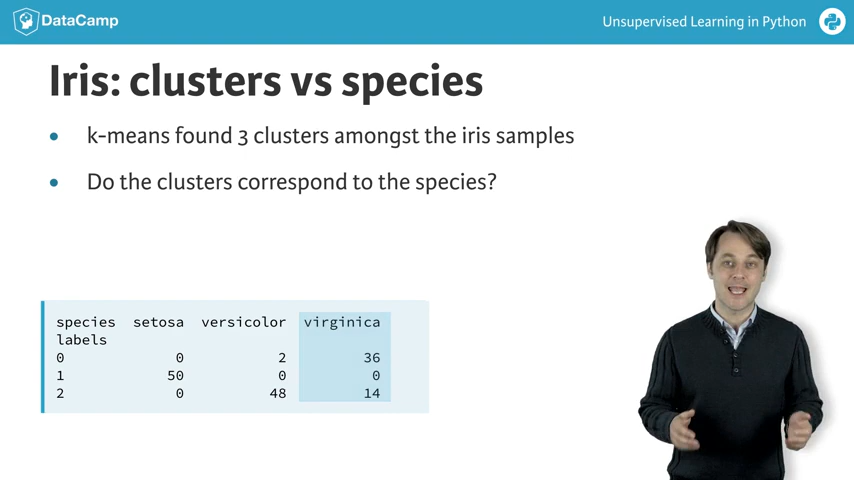 DataCamp
Unsupervised Learning in Python
Iris: clusters vs species
• k-means found 3 clusters amongst the iris samples
• Do the clusters correspond to the species?
species setosa versicolor virginica
labels
0 0 2 36
1 50 0 0
2 0 48 14